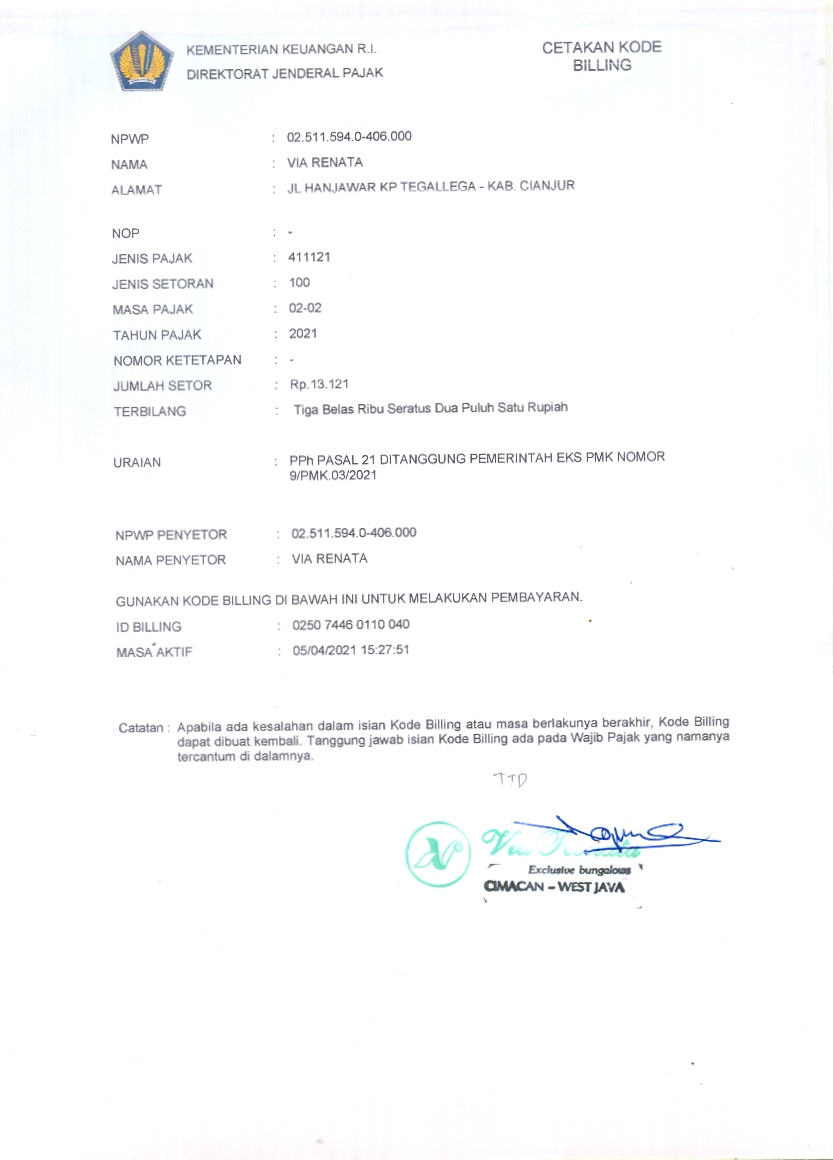 KEMENTERIAN KEUANGAN R.I.
DIREKTORAT JENDERAL PAJAK
CETAKAN KODE
BILLING
NPWP : 02.511.594.0-406.000
NAMA : VIA RENATA
ALAMAT : JL HANJAWAR KP TEGALLEGA - KAB. CIANJUR
NOP : -
JENIS PAJAK : 411121
JENIS SETORAN : 100
MASA PAJAK : 02-02
TAHUN PAJAK : 2021
NOMOR KETETAPAN : -
JUMLAH SETOR : Rp.13.121
TERBILANG : Tiga Belas Ribu Seratus Dua Puluh Satu Rupiah
URAIAN : PPh PASAL 21 DITANGGUNG PEMERINTAH EKS PMK NOMOR
9/PMK.03/2021
NPWP PENYETOR : 02.511.594.0-406.000
NAMA PENYETOR : VIA RENATA
GUNAKAN KODE BILLING DI BAWAH INI UNTUK MELAKUKAN PEMBAYARAN.
ID BILLING : 0250 7446 0110 040
MASA AKTIF : 05/04/2021 15:27:51
Catatan : Apabila ada kesalahan dalam isian Kode Billing atau masa berlakunya berakhir, Kode Billing
dapat dibuat kembali. Tanggung jawab isian Kode Billing ada pada Wajib Pajak yang namanya
tercantum di dalamnya.
TTD
Via Renata
Exclusive bungalows
CIMACAN - WEST JAVA